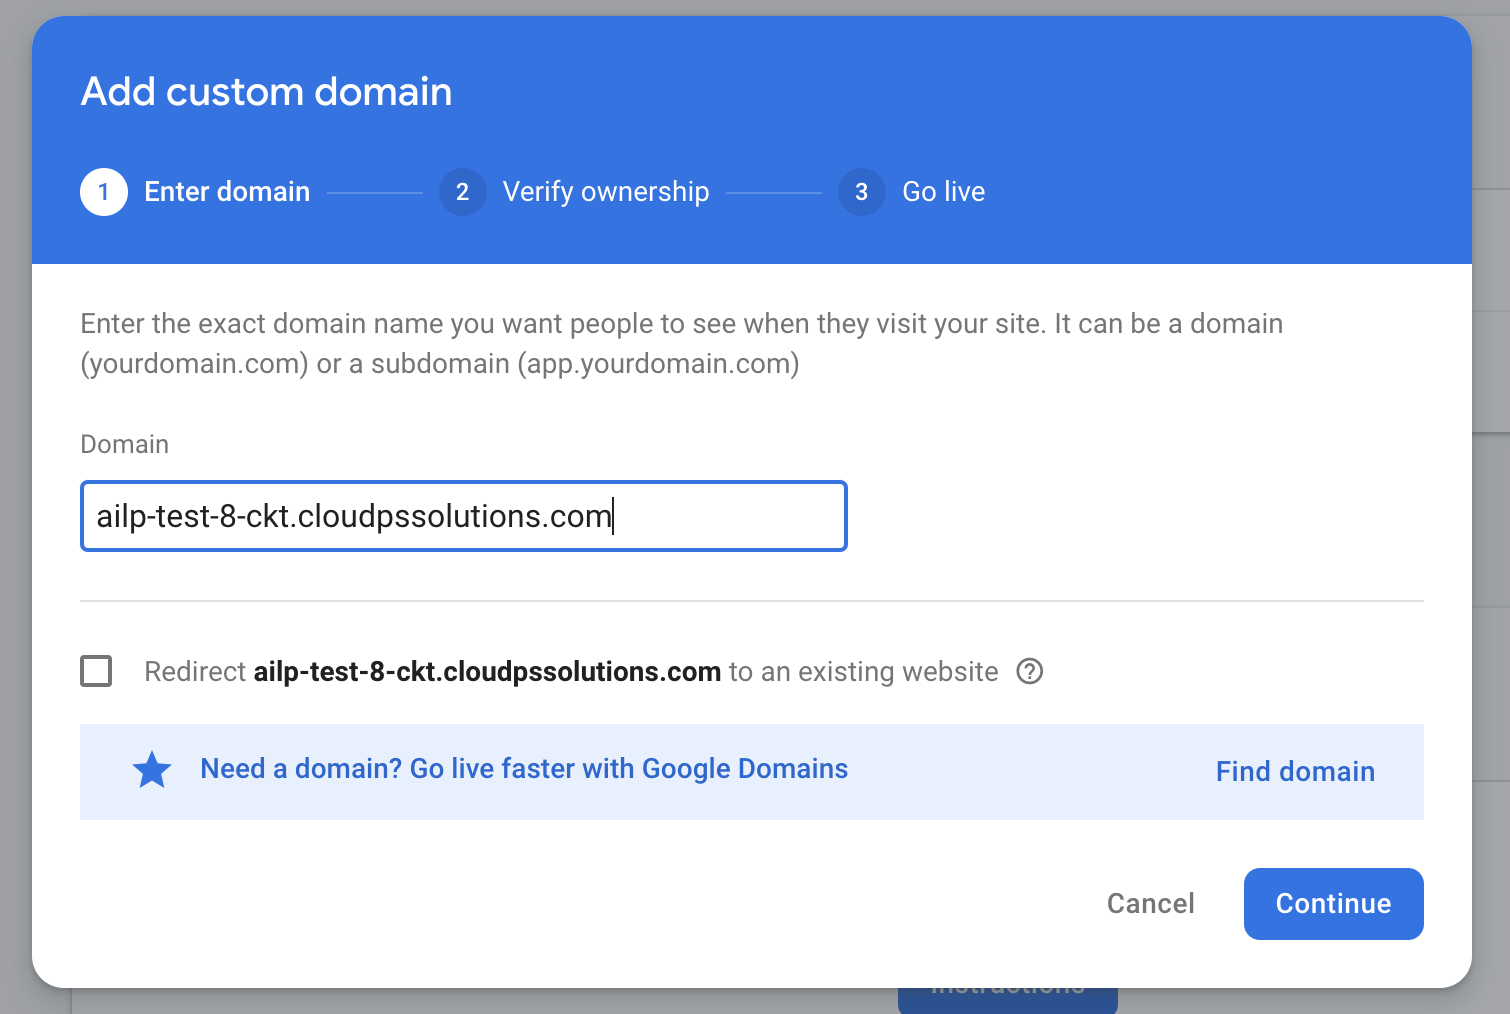 Add custom domain
1 Enter domain 2 Verify ownership 3 Go live
Enter the exact domain name you want people to see when they visit your site. It can be a domain
(yourdomain.com) or a subdomain (app.yourdomain.com)
Domain
ailp-test-8-ckt.cloudpssolutions.com
Redirect ailp-test-8-ckt.cloudpssolutions.com to an existing website ?
Need a domain? Go live faster with Google Domains Find domain
Cancel Continue
Instructions